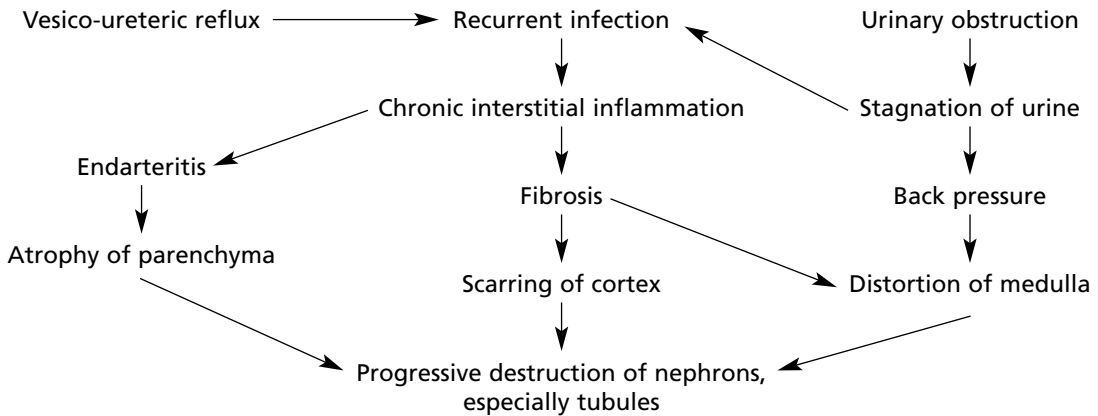 Vesico-ureteric reflux
Recurrent infection
Urinary obstruction
Chronic interstitial inflammation
Stagnation of urine
Endarteritis
Fibrosis
Back pressure
Atrophy of parenchyma
Scarring of cortex
Distortion of medulla
Progressive destruction of nephrons,
especially tubules